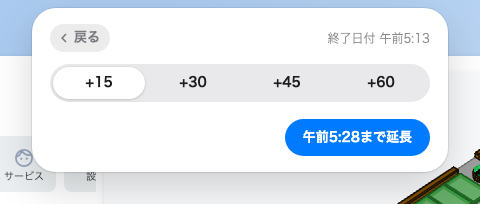 戻る
終了日付 午前5:13
+15 +30 +45 +60
午前5:28まで延長
サービス
設